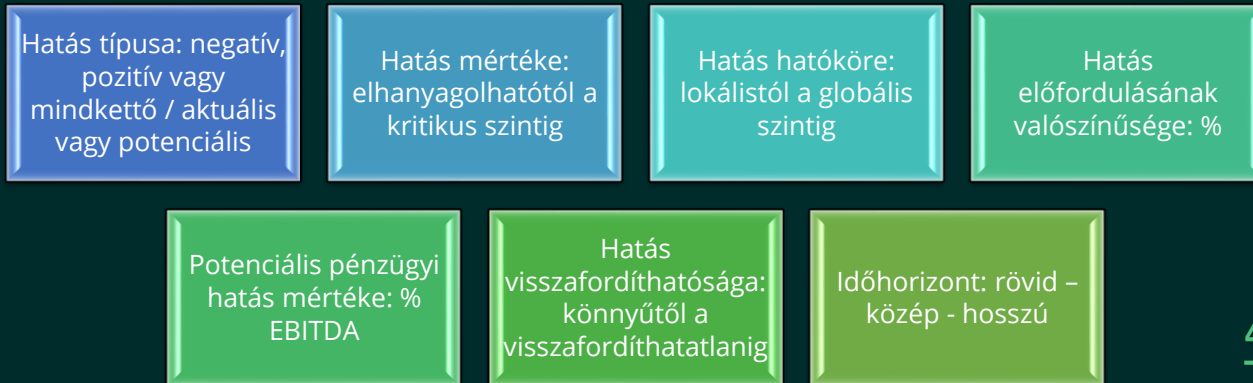 Hatás típusa: negatív,
pozitív vagy
mindkettő / aktuális
vagy potenciális
Hatás mértéke:
elhanyagolhatótól a
kritikus szintig
Hatás hatóköre:
lokálistól a globális
szintig
Hatás
előfordulásának
valószínűsége: %
Potenciális pénzügyi
hatás mértéke: %
EBITDA
Hatás
visszafordíthatósága:
könnyűtől a
visszafordíthatatlanig
Időhorizont: rövid –
közép - hosszú